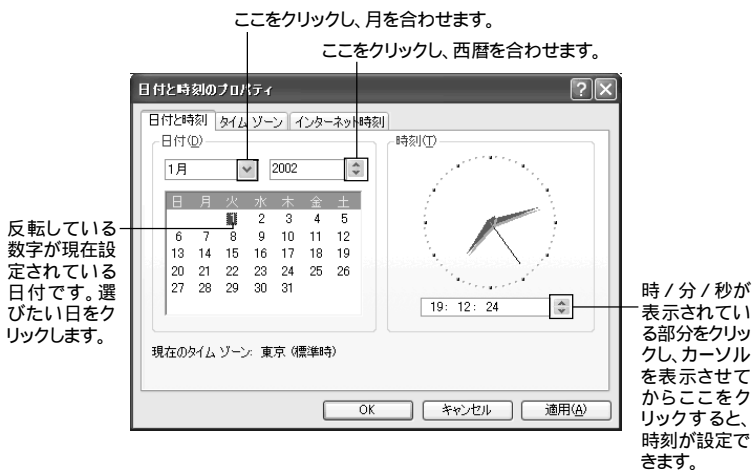 ここをクリックし、月を合わせます。
ここをクリックし、西暦を合わせます。
日付と時刻のプロパティ
日付と時刻 タイム ゾーン インターネット時刻
日付(D)
時刻(T)
1月 2002
日 月 火 水 木 金 土
1 2 3 4 5
6 7 8 9 10 11 12
13 14 15 16 17 18 19
20 21 22 23 24 25 26
27 28 29 30 31
19: 12: 24
現在のタイム ゾーン: 東京 (標準時)
OK キャンセル 適用(A)
反転している
数字が現在設
定されている
日付です。選
びたい日をク
リックします。
時/分/秒が
表示されてい
る部分をクリッ
クし、カーソル
を表示させて
からここをク
リックすると、
時刻が設定で
きます。